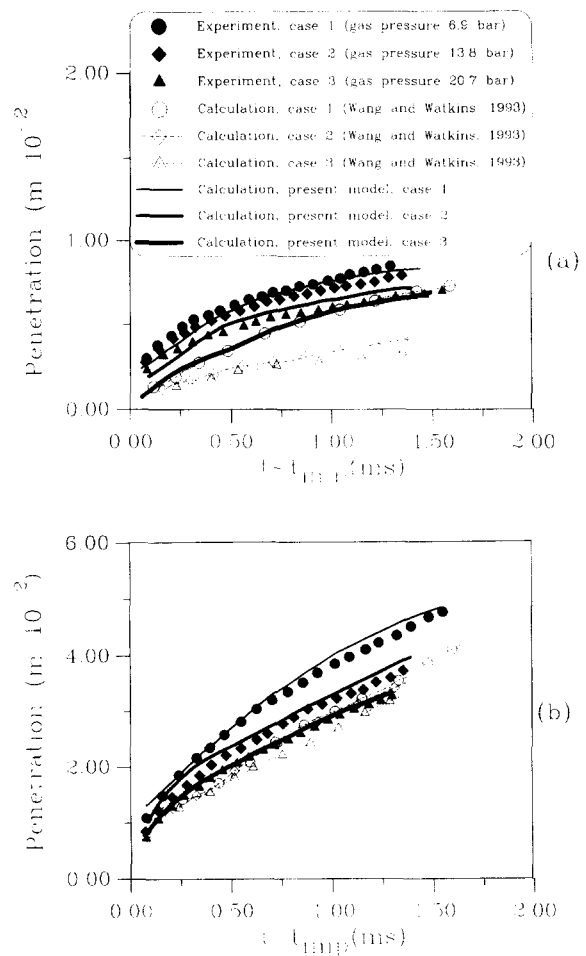 Experiment, case 1 (gas pressure 6.9 bar)
Experiment, case 2 (gas pressure 13.8 bar)
Experiment, case 3 (gas pressure 20.7 bar)
Calculation, case 1 (Wang and Watkins, 1993)
Calculation, case 2 (Wang and Watkins, 1993)
Calculation, case 3 (Wang and Watkins, 1993)
Calculation, present model, case 1
Calculation, present model, case 2
Calculation, present model, case 3
2.00
1.00
0.00
Penetration (m 10⁻²
(a)
0.00 0.50 1.00 1.50 2.00
(ms)
6.00
4.00
2.00
0.00
Penetration (m 10⁻²)
(b)
0.00 0.50 1.00 1.50 2.00
t imp(ms)